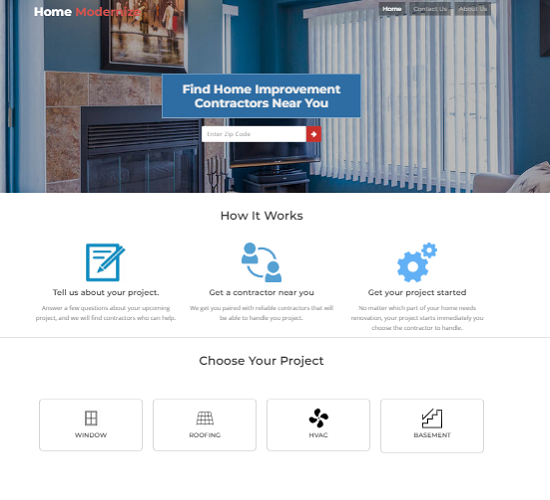 Home Modernize
Home
Contact Us
About Us
Find Home Improvement
Contractors Near You
Enter Zip Code
How It Works
Tell us about your project.
Answer a few questions about your upcoming
project, and we will find contractors who can help.
Get a contractor near you
We get you paired with reliable contractors that will
be able to handle you project.
Get your project started
No matter which part of your home needs
renovation, your project starts immediately you
choose the contractor to handle.
Choose Your Project
WINDOW
ROOFING
HVAC
BASEMENT